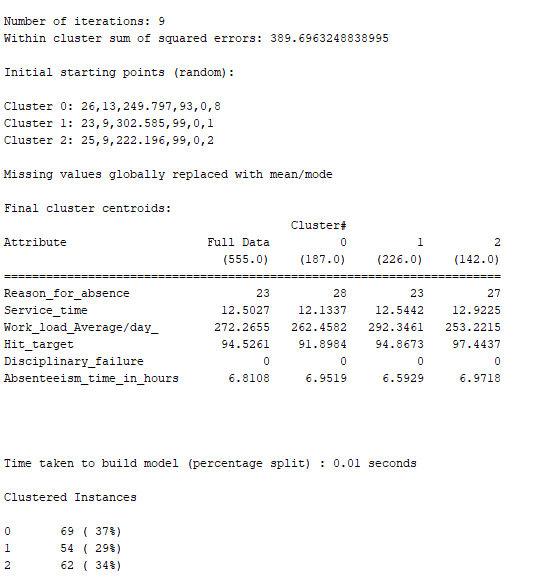 Number of iterations: 9
Within cluster sum of squared errors: 389.6963248838995
Initial starting points (random):
Cluster 0: 26,13,249.797,93,0,8
Cluster 1: 23,9,302.585,99,0,1
Cluster 2: 25,9,222.196,99,0,2
Missing values globally replaced with mean/mode
Final cluster centroids:
Cluster#
Attribute Full Data 0 1 2
(555.0) (187.0) (226.0) (142.0)
=======================================================================
Reason_for_absence 23 28 23 27
Service_time 12.5027 12.1337 12.5442 12.9225
Work_load_Average/day_ 272.2655 262.4582 292.3461 253.2215
Hit_target 94.5261 91.8984 94.8673 97.4437
Disciplinary_failure 0 0 0 0
Absenteeism_time_in_hours 6.8108 6.9519 6.5929 6.9718
Time taken to build model (percentage split) : 0.01 seconds
Clustered Instances
0 69 ( 37%)
1 54 ( 29%)
2 62 ( 34%)